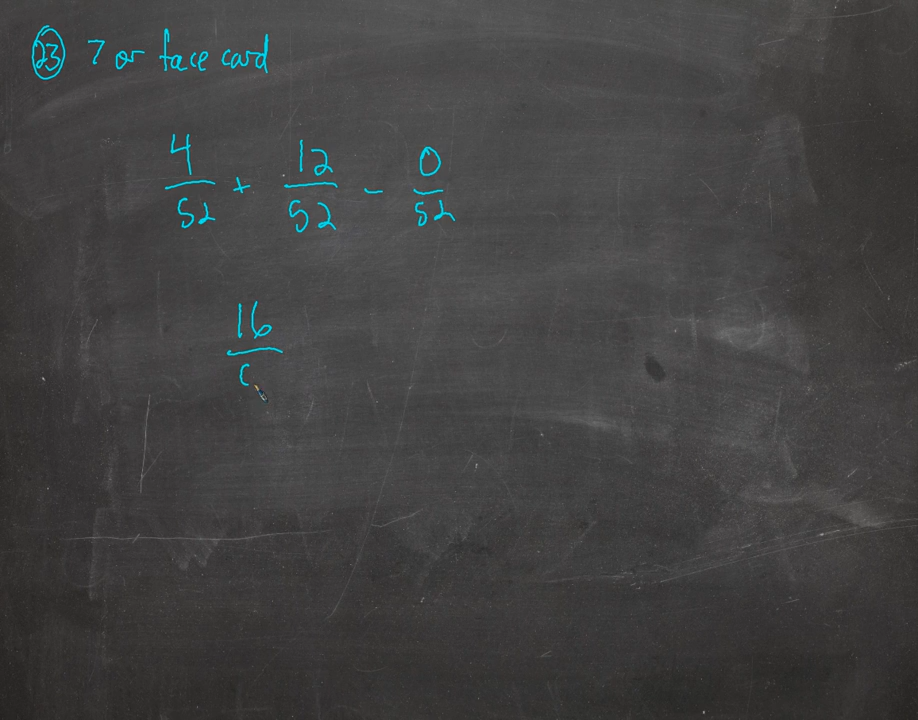 23 7 or face card
4/52 + 12/52 - 0/52
16/